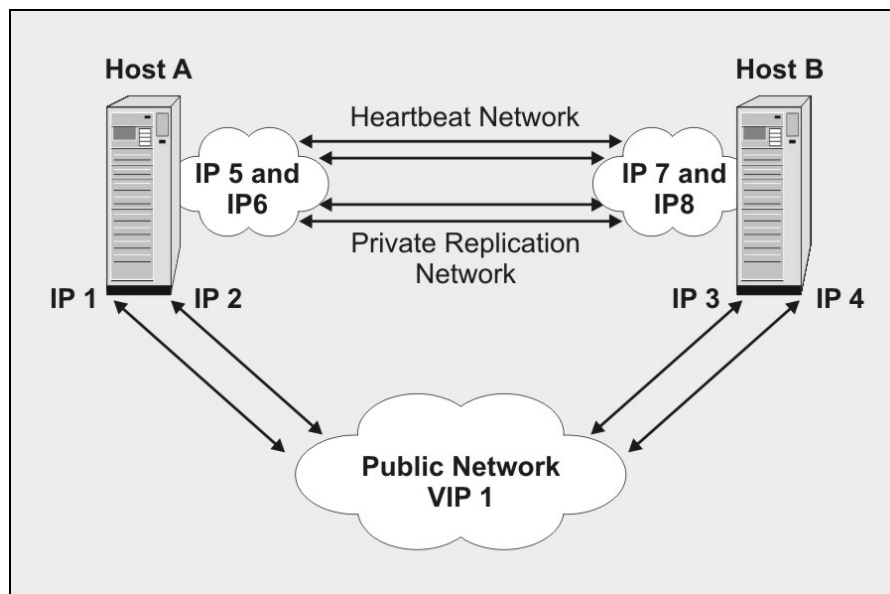 Host A
Host B
Heartbeat Network
IP 5 and
IP6
IP 7 and
IP8
Private Replication
Network
IP 1
IP 2
IP 3
IP 4
Public Network
VIP 1